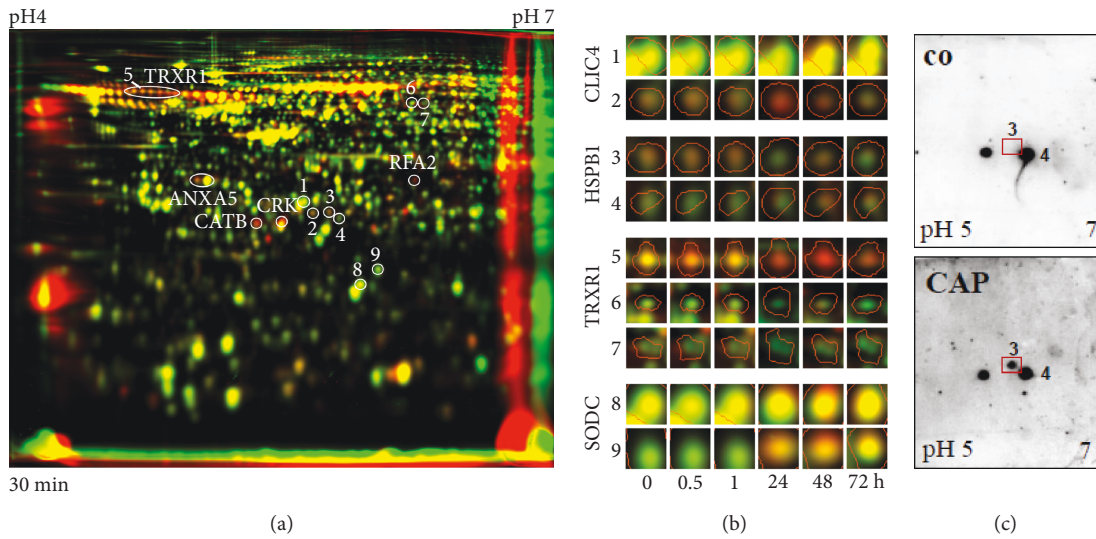 pH4 pH 7
5 TRXR1
6
7
RFA2
ANXA5
1
CRK 3
CATB 2 4
9
8
30 min
(a)
CLIC4
1
2
HSPB1
3
4
TRXR1
5
6
7
SODC
8
9
0 0.5 1 24 48 72 h
(b)
co
3
4
pH 5 7
CAP
3
4
pH 5 7
(c)